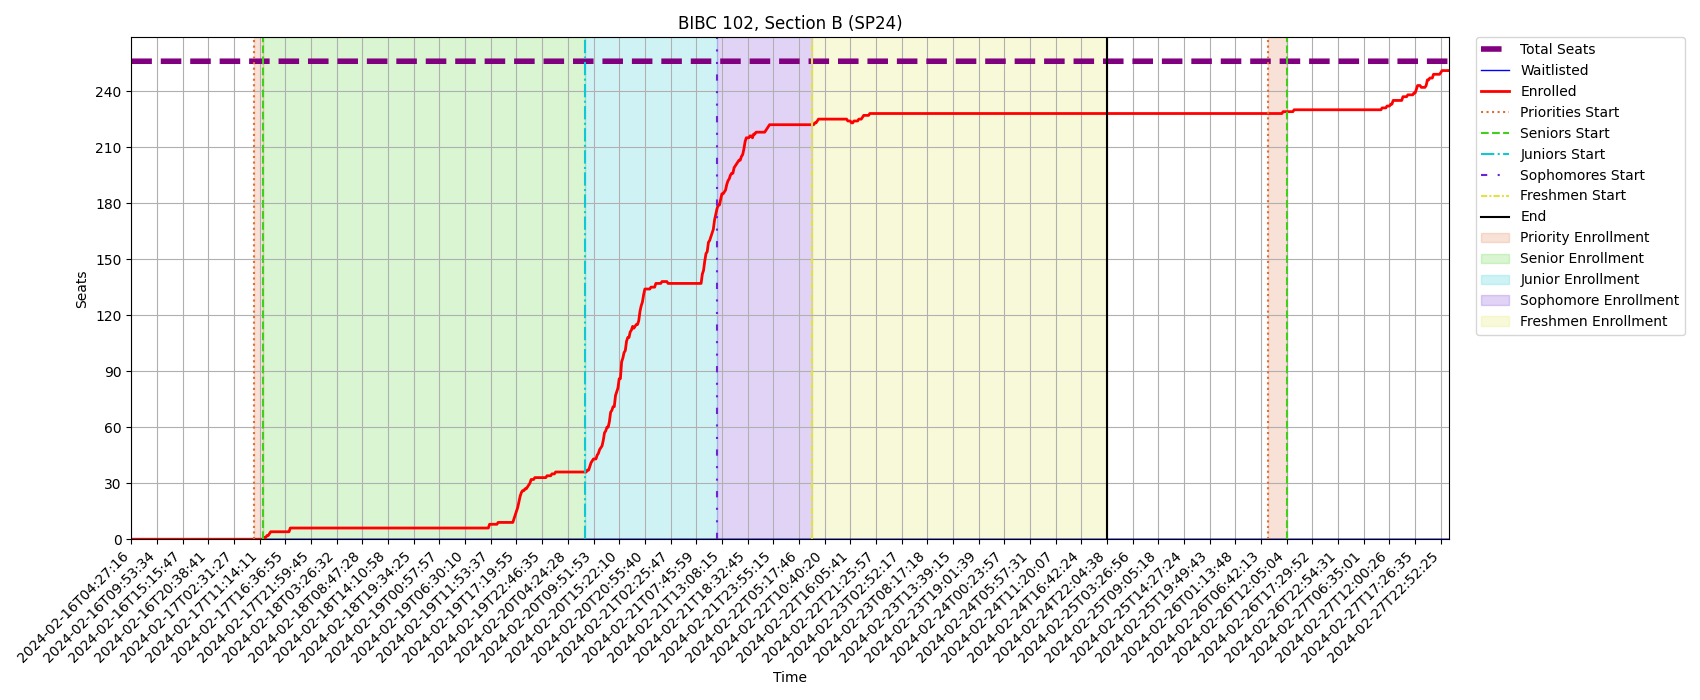 BIBC 102, Section B (SP24)
Total Seats
Waitlisted
Enrolled
Priorities Start
Seniors Start
Juniors Start
Sophomores Start
Freshmen Start
End
Priority Enrollment
Senior Enrollment
Junior Enrollment
Sophomore Enrollment
Freshmen Enrollment
Seats
240
210
180
150
120
90
60
30
0
2024-02-16T04:27:16
2024-02-16T09:53:34
2024-02-16T15:15:47
2024-02-16T20:38:41
2024-02-17T02:31:27
2024-02-17T11:14:11
2024-02-17T16:36:55
2024-02-17T21:59:45
2024-02-18T03:26:32
2024-02-18T08:47:28
2024-02-18T14:10:58
2024-02-18T19:34:25
2024-02-19T00:57:57
2024-02-19T06:30:10
2024-02-19T11:53:37
2024-02-19T17:19:55
2024-02-19T22:46:35
2024-02-20T04:24:28
2024-02-20T09:51:53
2024-02-20T15:22:10
2024-02-20T20:55:40
2024-02-21T02:25:47
2024-02-21T07:45:59
2024-02-21T13:08:15
2024-02-21T18:32:45
2024-02-21T23:55:15
2024-02-22T05:17:46
2024-02-22T10:40:20
2024-02-22T16:05:41
2024-02-22T21:25:57
2024-02-23T02:52:17
2024-02-23T08:17:18
2024-02-23T13:39:15
2024-02-23T19:01:39
2024-02-24T00:23:57
2024-02-24T05:57:31
2024-02-24T11:20:07
2024-02-24T16:42:24
2024-02-24T22:04:38
2024-02-25T03:26:56
2024-02-25T09:05:18
2024-02-25T14:27:24
2024-02-25T19:49:43
2024-02-26T01:13:48
2024-02-26T06:42:13
2024-02-26T12:05:04
2024-02-26T17:29:52
2024-02-26T22:54:31
2024-02-27T06:35:01
2024-02-27T12:00:26
2024-02-27T17:26:35
2024-02-27T22:52:25
Time